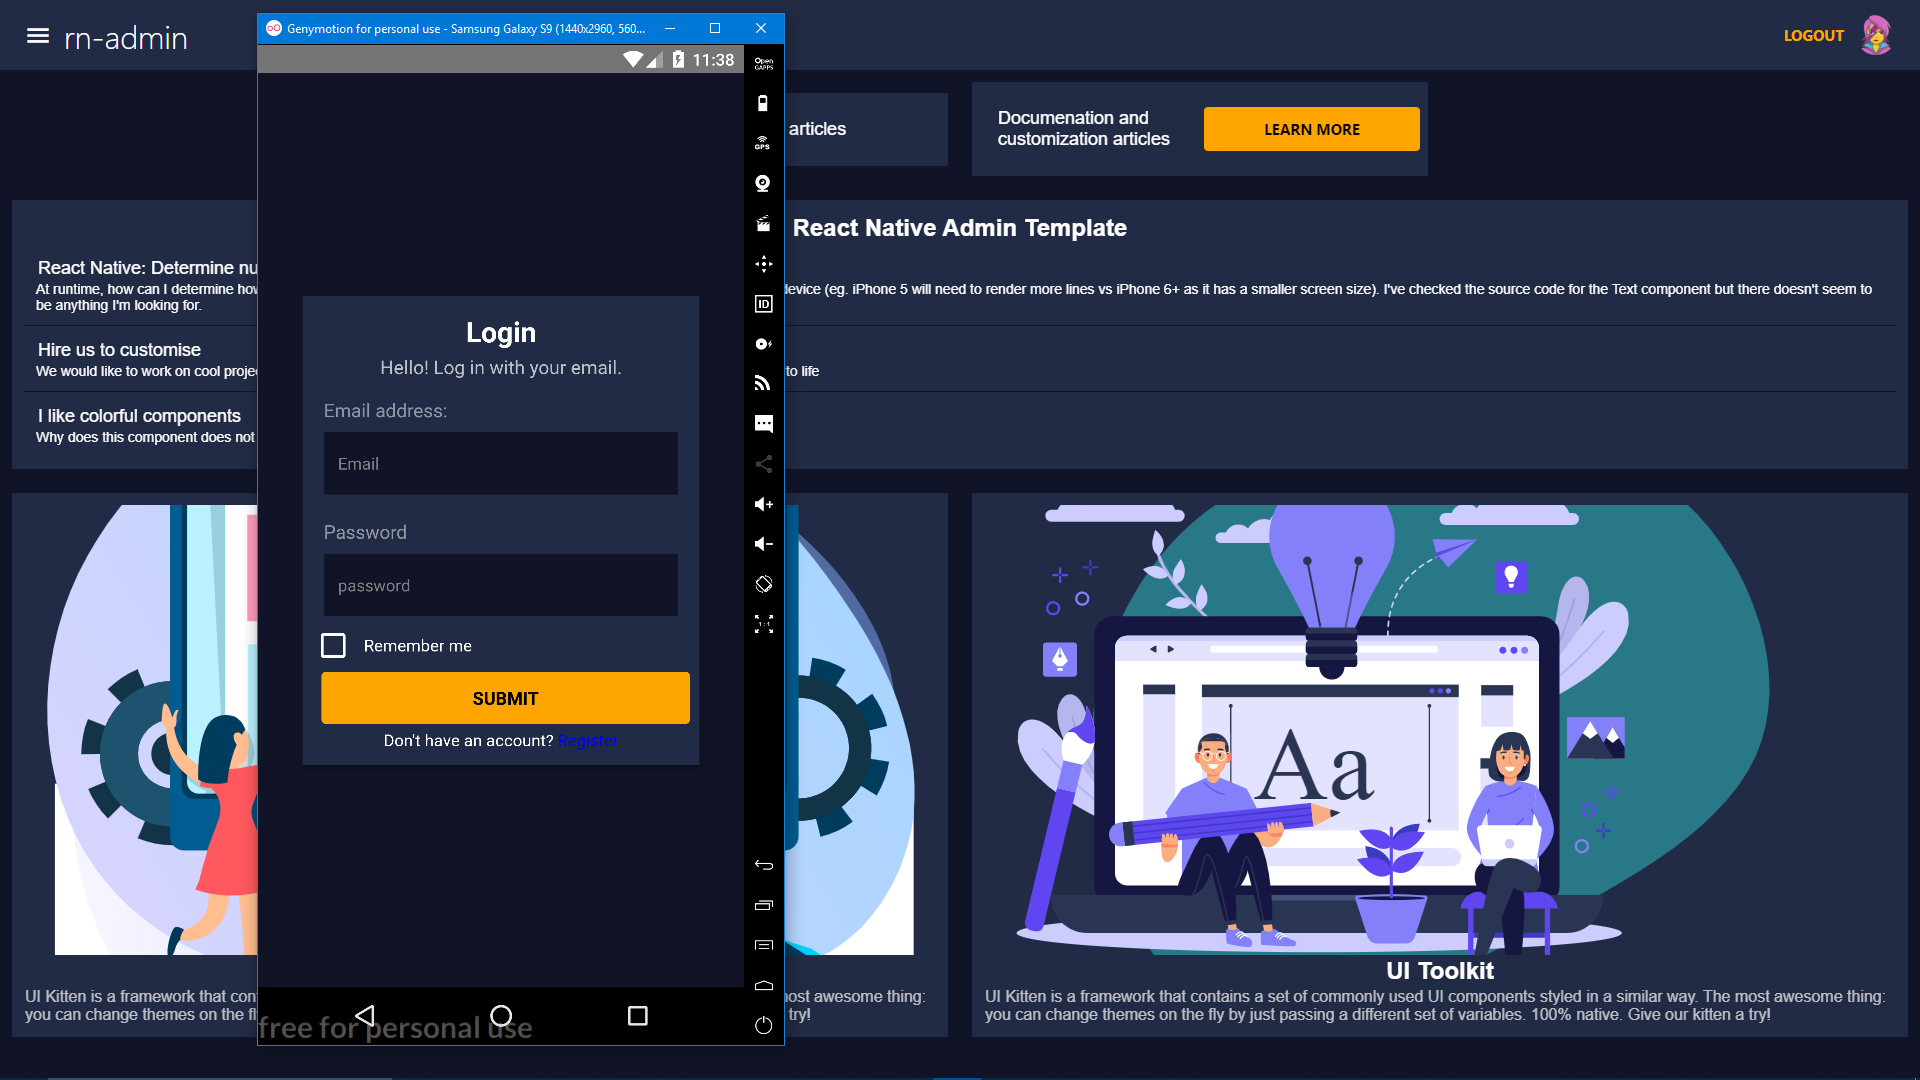 rn-admin
LOGOUT
Genymotion for personal use - Samsung Galaxy S9 (1440x2960, 560...
11:38
Open
GAPPS
GPS
ID
1:1
articles
Documenation and
customization articles
LEARN MORE
React Native Admin Template
React Native: Determine nu
At runtime, how can I determine how
device (eg. iPhone 5 will need to render more lines vs iPhone 6+ as it has a smaller screen size). I've checked the source code for the Text component but there doesn't seem to
be anything I'm looking for.
Hire us to customise
We would like to work on cool proje
to life
I like colorful components
Why does this component does not
Login
Hello! Log in with your email.
Email address:
Email
Password
password
Remember me
SUBMIT
Don't have an account? Register
Aa
UI Kitten is a framework that con
most awesome thing:
you can change themes on the fl
try!
UI Toolkit
UI Kitten is a framework that contains a set of commonly used UI components styled in a similar way. The most awesome thing:
you can change themes on the fly by just passing a different set of variables. 100% native. Give our kitten a try!
free for personal use